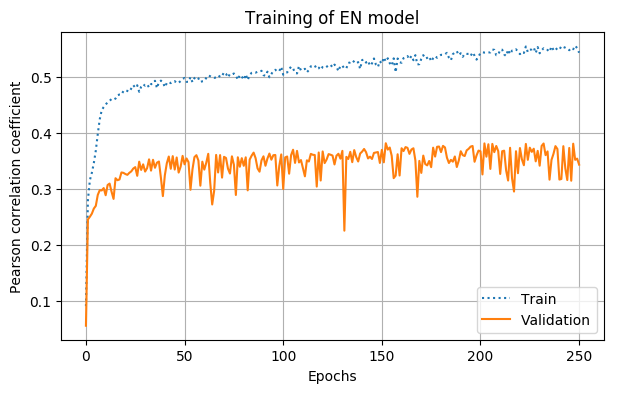 Training of EN model
Pearson correlation coefficient
0.5
0.4
0.3
0.2
0.1
Train
Validation
0 50 100 150 200 250
Epochs